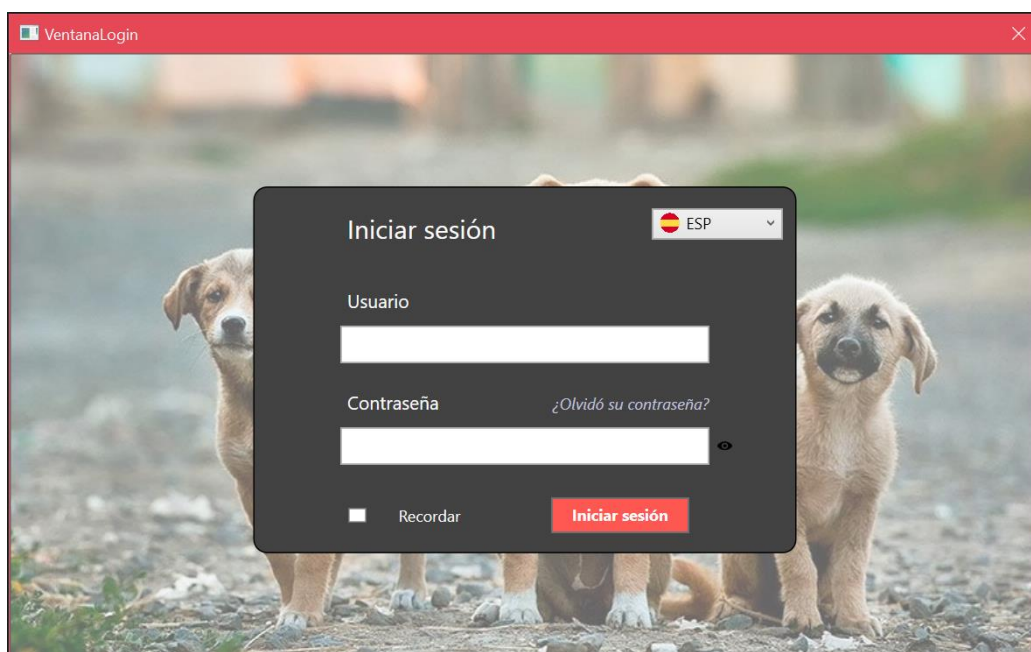 VentanaLogin
Iniciar sesión
ESP
Usuario
Contraseña
¿Olvidó su contraseña?
Recordar
Iniciar sesión